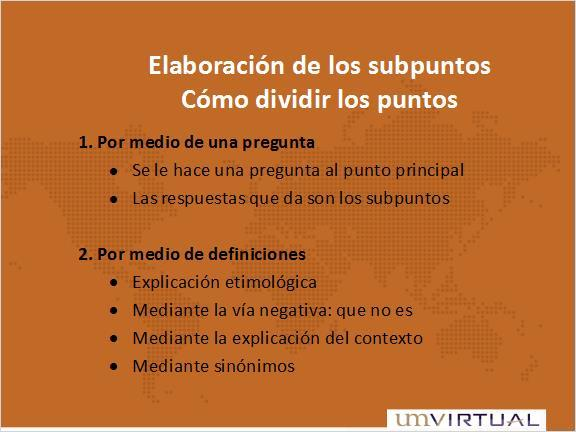 Elaboración de los subpuntos
Cómo dividir los puntos
1. Por medio de una pregunta
● Se le hace una pregunta al punto principal
● Las respuestas que da son los subpuntos
2. Por medio de definiciones
● Explicación etimológica
● Mediante la vía negativa: que no es
● Mediante la explicación del contexto
● Mediante sinónimos
umVIRTUAL